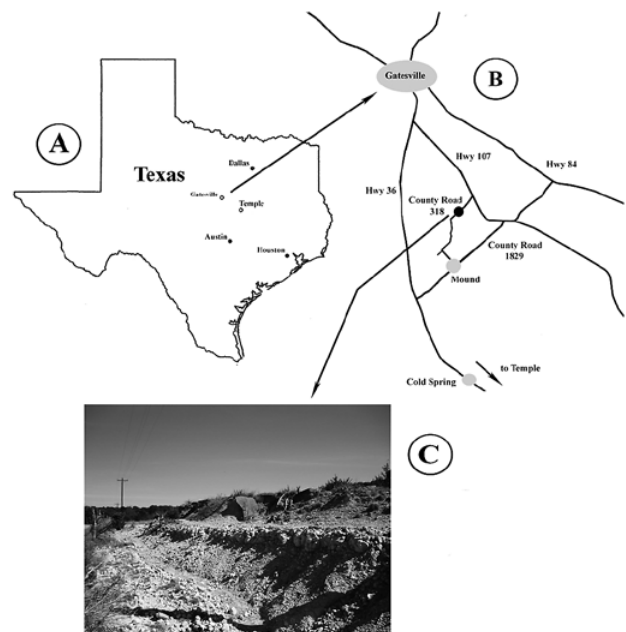 A
Texas
Dallas
Gatesville
Temple
Austin
Houston
B
Gatesville
Hwy 107
Hwy 84
Hwy 36
County Road
318
County Road
1829
Mound
to Temple
Cold Spring
C